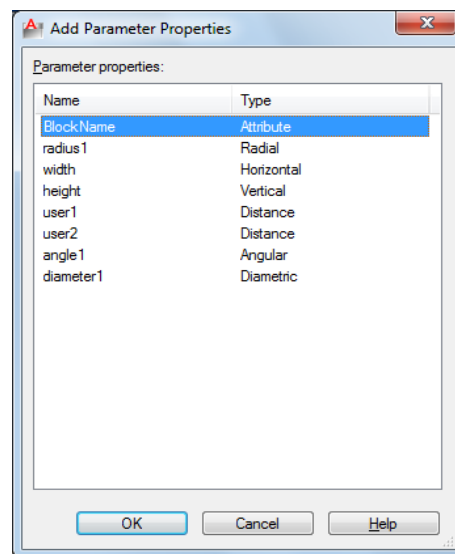 Add Parameter Properties
Parameter properties:
Name Type
BlockName Attribute
radius1 Radial
width Horizontal
height Vertical
user1 Distance
user2 Distance
angle1 Angular
diameter1 Diametric
OK Cancel Help